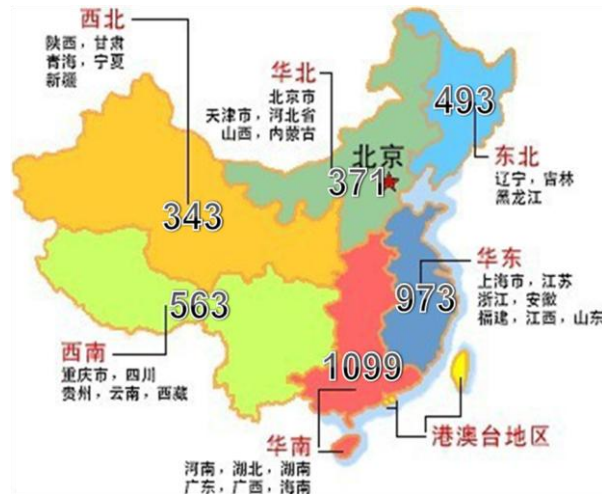 西北
陕西，甘肃
青海，宁夏
新疆
华北
北京市
天津市，河北省
山西，内蒙古
493
北京
371
东北
辽宁，吉林
黑龙江
343
华东
上海市，江苏
浙江，安徽
福建，江西，山东
973
563
西南
重庆市，四川
贵州，云南，西藏
1099
港澳台地区
华南
河南，湖北，湖南
广东，广西，海南